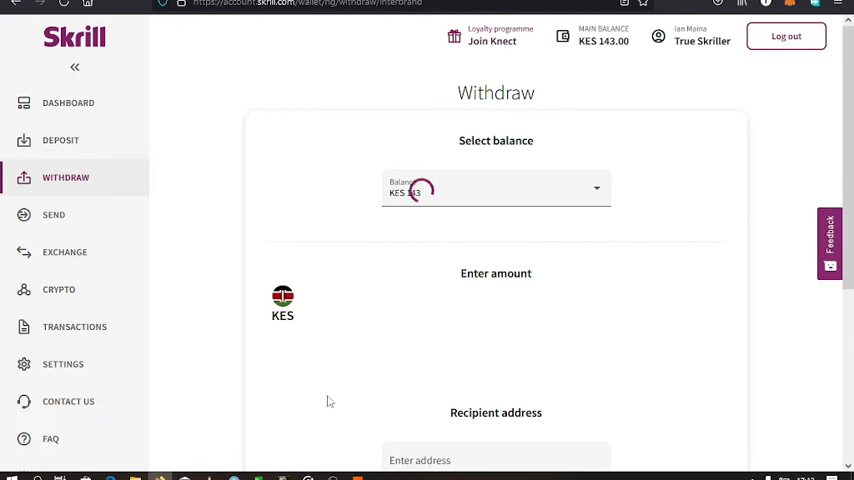 https://account.skrill.com/wallet/ng/withdraw/interbrand
Skrill
«
Loyalty programme
Join Knect
MAIN BALANCE
KES 143.00
Ian Maina
True Skriller
Log out
DASHBOARD
DEPOSIT
WITHDRAW
SEND
EXCHANGE
CRYPTO
TRANSACTIONS
SETTINGS
CONTACT US
FAQ
Withdraw
Select balance
Balance
KES 143
Enter amount
KES
Recipient address
Enter address
Feedback